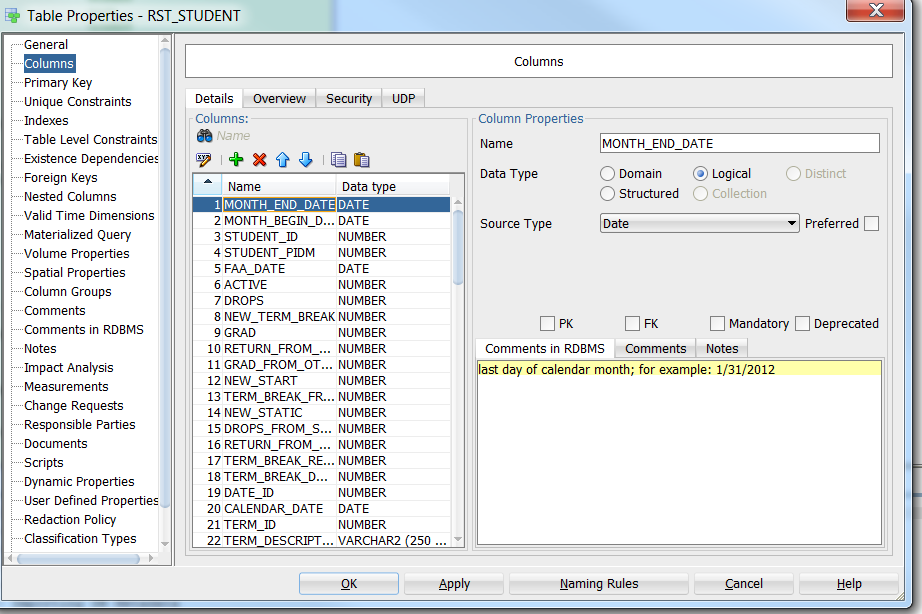 Table Properties - RST_STUDENT
General
Columns
Primary Key
Unique Constraints
Indexes
Table Level Constraints
Existence Dependencies
Foreign Keys
Nested Columns
Valid Time Dimensions
Materialized Query
Volume Properties
Spatial Properties
Column Groups
Comments
Comments in RDBMS
Notes
Impact Analysis
Measurements
Change Requests
Responsible Parties
Documents
Scripts
Dynamic Properties
User Defined Properties
Redaction Policy
Classification Types
Columns
Details Overview Security UDP
Columns:
Name
Name Data type
1 MONTH_END_DATE DATE
2 MONTH_BEGIN_D... DATE
3 STUDENT_ID NUMBER
4 STUDENT_PIDM NUMBER
5 FAA_DATE DATE
6 ACTIVE NUMBER
7 DROPS NUMBER
8 NEW_TERM_BREAK NUMBER
9 GRAD NUMBER
10 RETURN_FROM_... NUMBER
11 GRAD_FROM_OT... NUMBER
12 NEW_START NUMBER
13 TERM_BREAK_FR... NUMBER
14 NEW_STATIC NUMBER
15 DROPS_FROM_S... NUMBER
16 RETURN_FROM_... NUMBER
17 TERM_BREAK_RE... NUMBER
18 TERM_BREAK_D... NUMBER
19 DATE_ID NUMBER
20 CALENDAR_DATE DATE
21 TERM_ID NUMBER
22 TERM_DESCRIPT... VARCHAR2 (250 ...
Column Properties
Name MONTH_END_DATE
Data Type Domain Logical Distinct
Structured Collection
Source Type Date Preferred
PK FK Mandatory Deprecated
Comments in RDBMS Comments Notes
last day of calendar month; for example: 1/31/2012
OK Apply Naming Rules Cancel Help